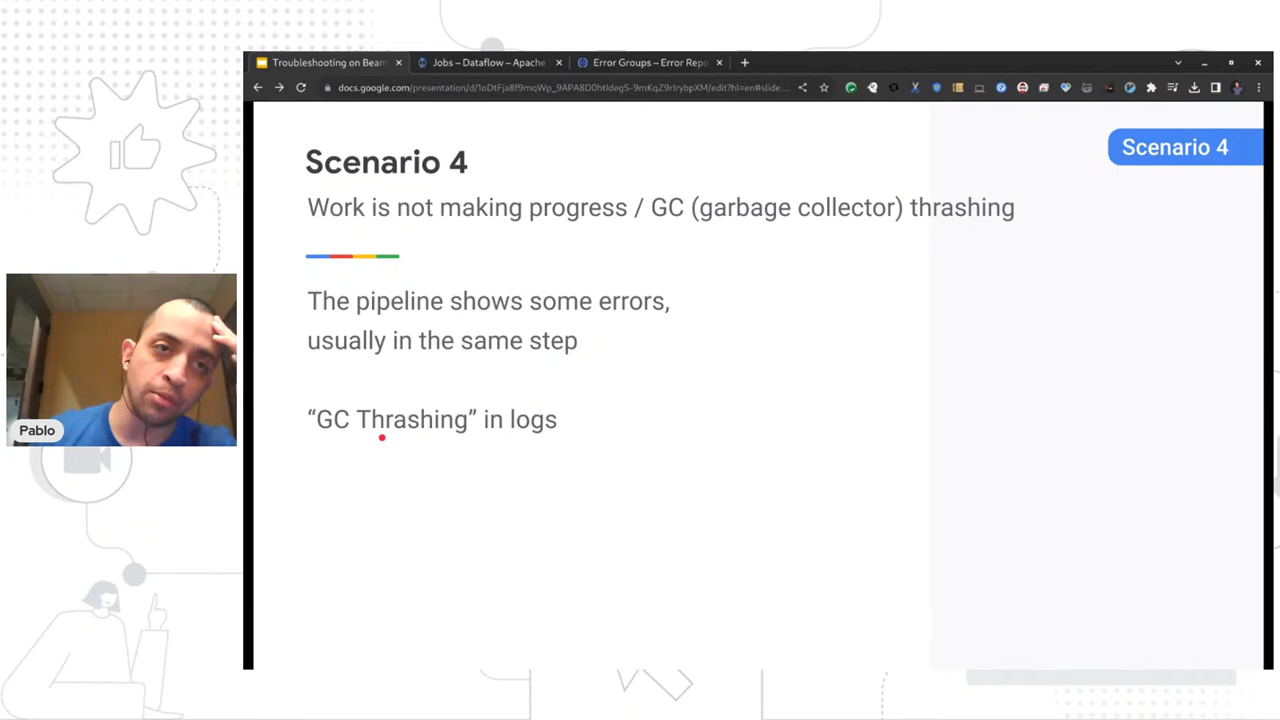 Troubleshooting on Beam
Jobs – Dataflow – Apache
Error Groups – Error Repo
Scenario 4
Scenario 4
Work is not making progress / GC (garbage collector) thrashing
The pipeline shows some errors,
usually in the same step
“GC Thrashing” in logs
Pablo